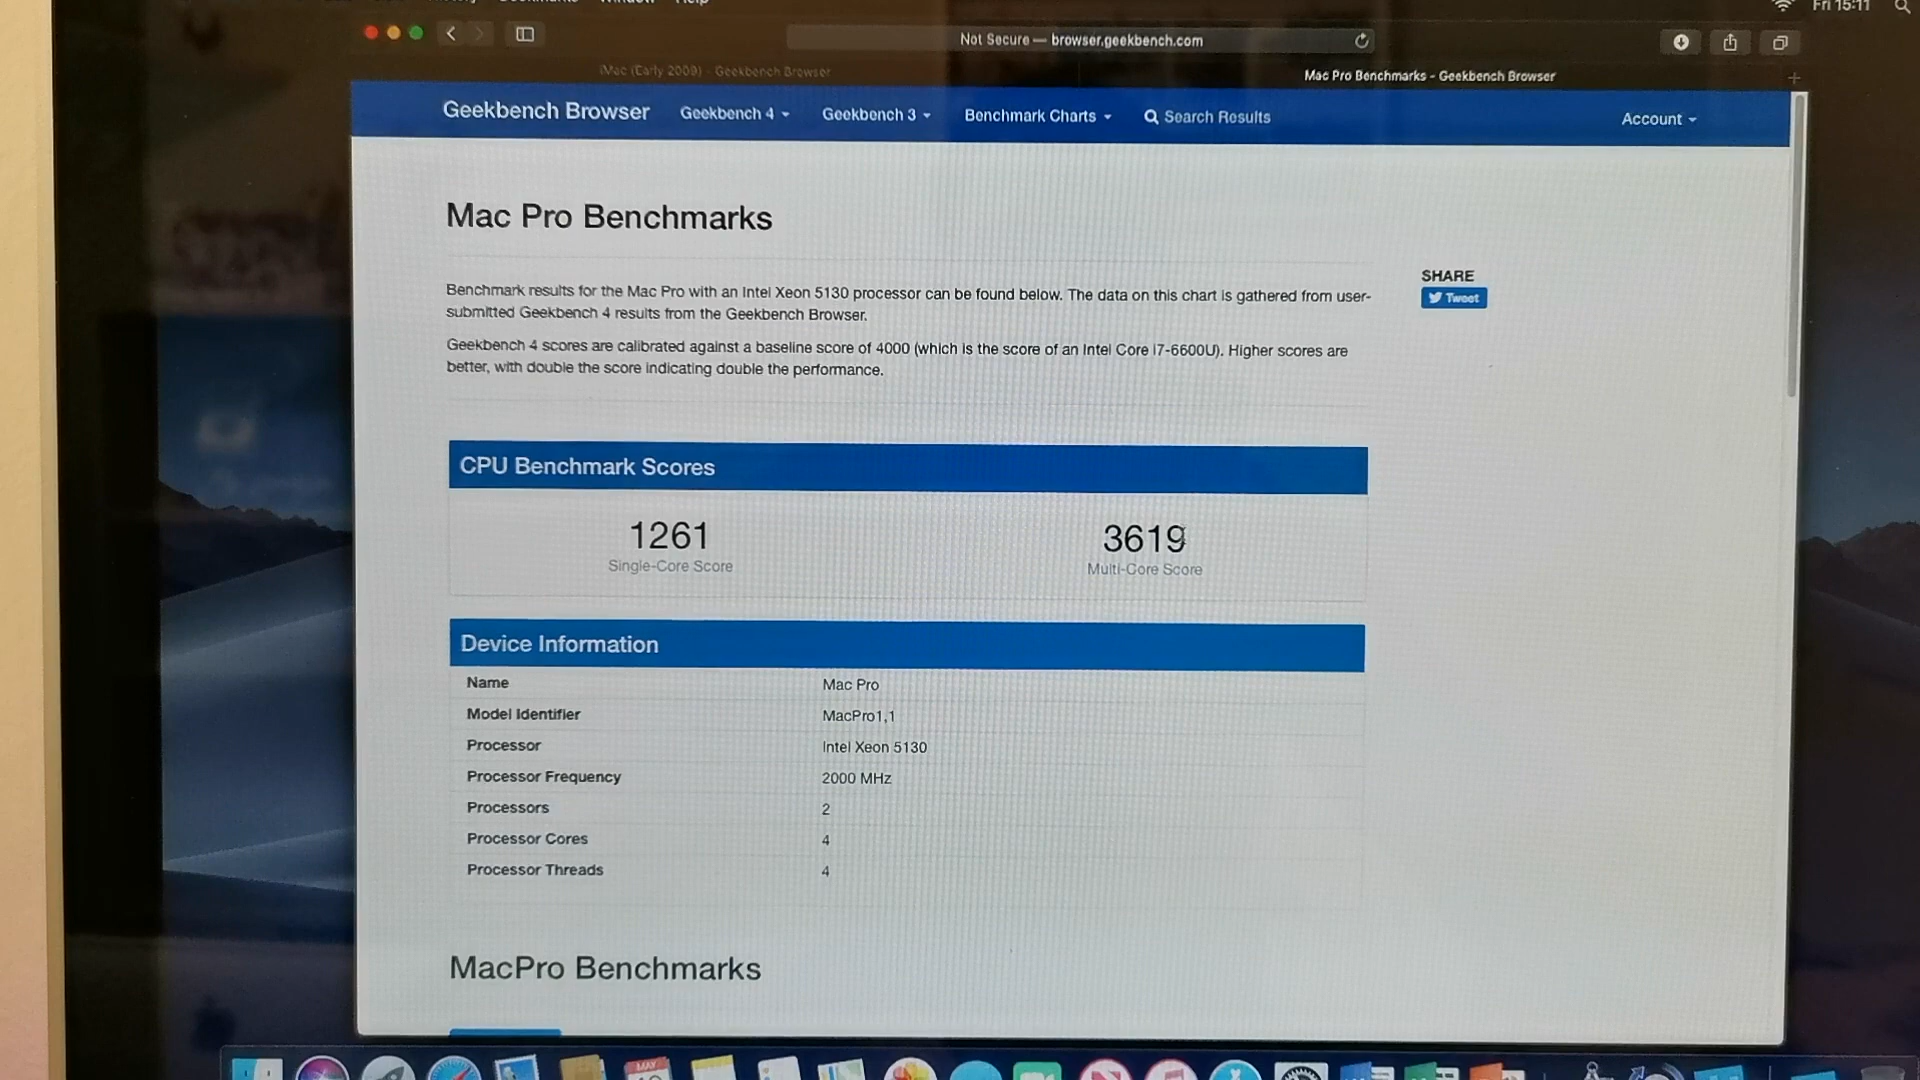 Fri 15:11
Not Secure — browser.geekbench.com
iMac (Early 2009) - Geekbench Browser
Mac Pro Benchmarks - Geekbench Browser
Geekbench Browser Geekbench 4 Geekbench 3 Benchmark Charts Search Results Account
Mac Pro Benchmarks
Benchmark results for the Mac Pro with an Intel Xeon 5130 processor can be found below. The data on this chart is gathered from user-
submitted Geekbench 4 results from the Geekbench Browser.
Geekbench 4 scores are calibrated against a baseline score of 4000 (which is the score of an Intel Core i7-6600U). Higher scores are
better, with double the score indicating double the performance.
SHARE
Tweet
CPU Benchmark Scores
1261 3619
Single-Core Score Multi-Core Score
Device Information
Name Mac Pro
Model Identifier MacPro1,1
Processor Intel Xeon 5130
Processor Frequency 2000 MHz
Processors 2
Processor Cores 4
Processor Threads 4
MacPro Benchmarks
MAY